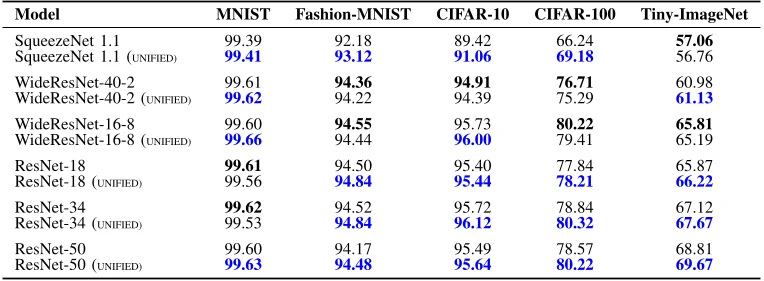 Model MNIST Fashion-MNIST CIFAR-10 CIFAR-100 Tiny-ImageNet
SqueezeNet 1.1 99.39 92.18 89.42 66.24 57.06
SqueezeNet 1.1 (UNIFIED) 99.41 93.12 91.06 69.18 56.76
WideResNet-40-2 99.61 94.36 94.91 76.71 60.98
WideResNet-40-2 (UNIFIED) 99.62 94.22 94.39 75.29 61.13
WideResNet-16-8 99.60 94.55 95.73 80.22 65.81
WideResNet-16-8 (UNIFIED) 99.66 94.44 96.00 79.41 65.19
ResNet-18 99.61 94.50 95.40 77.84 65.87
ResNet-18 (UNIFIED) 99.56 94.84 95.44 78.21 66.22
ResNet-34 99.62 94.52 95.72 78.84 67.12
ResNet-34 (UNIFIED) 99.53 94.84 96.12 80.32 67.67
ResNet-50 99.60 94.17 95.49 78.57 68.81
ResNet-50 (UNIFIED) 99.63 94.48 95.64 80.22 69.67